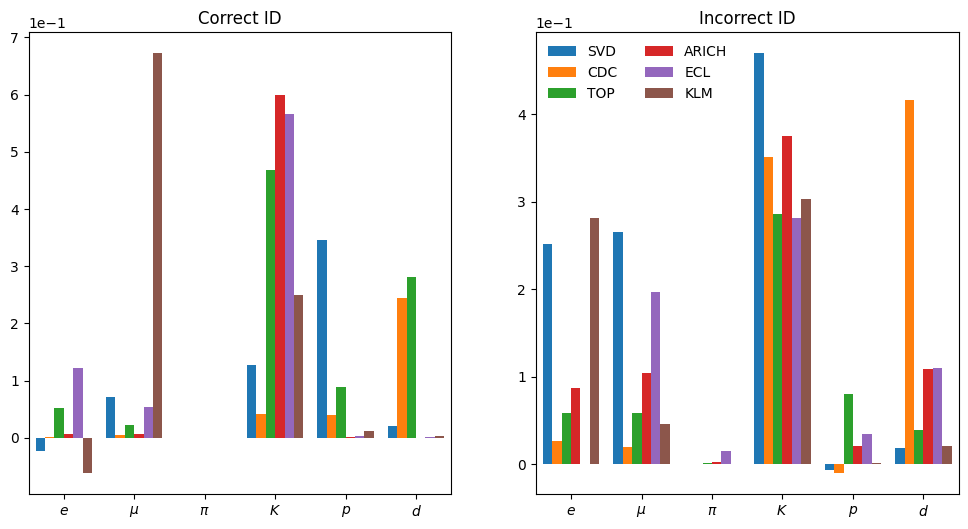 Correct ID
1e−1
7
6
5
4
3
2
1
0
e μ π K p d
Incorrect ID
1e−1
SVD ARICH
CDC ECL
TOP KLM
4
3
2
1
0
e μ π K p d